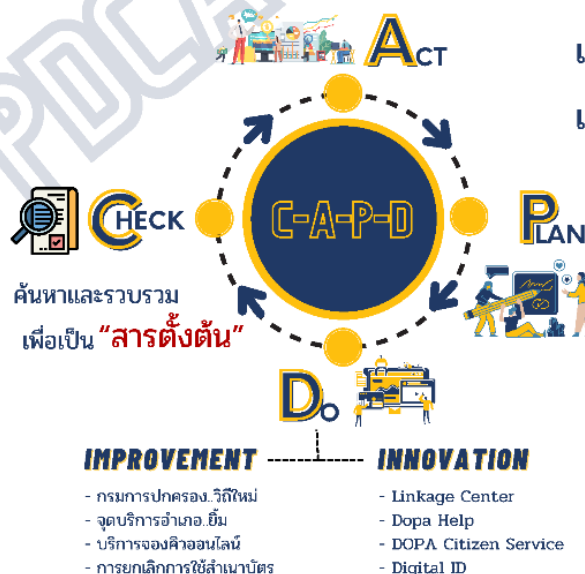 PDCA
ACT
CHECK
C-A-P-D
PLAN
ค้นหาและรวบรวม
เพื่อเป็น “สารตั้งต้น”
Do
IMPROVEMENT
- กรมการปกครอง..วิถีใหม่
- จุดบริการอำเภอ..ยิ้ม
- บริการจองคิวออนไลน์
- การยกเลิกการใช้สำเนาบัตร
INNOVATION
- Linkage Center
- Dopa Help
- DOPA Citizen Service
- Digital ID